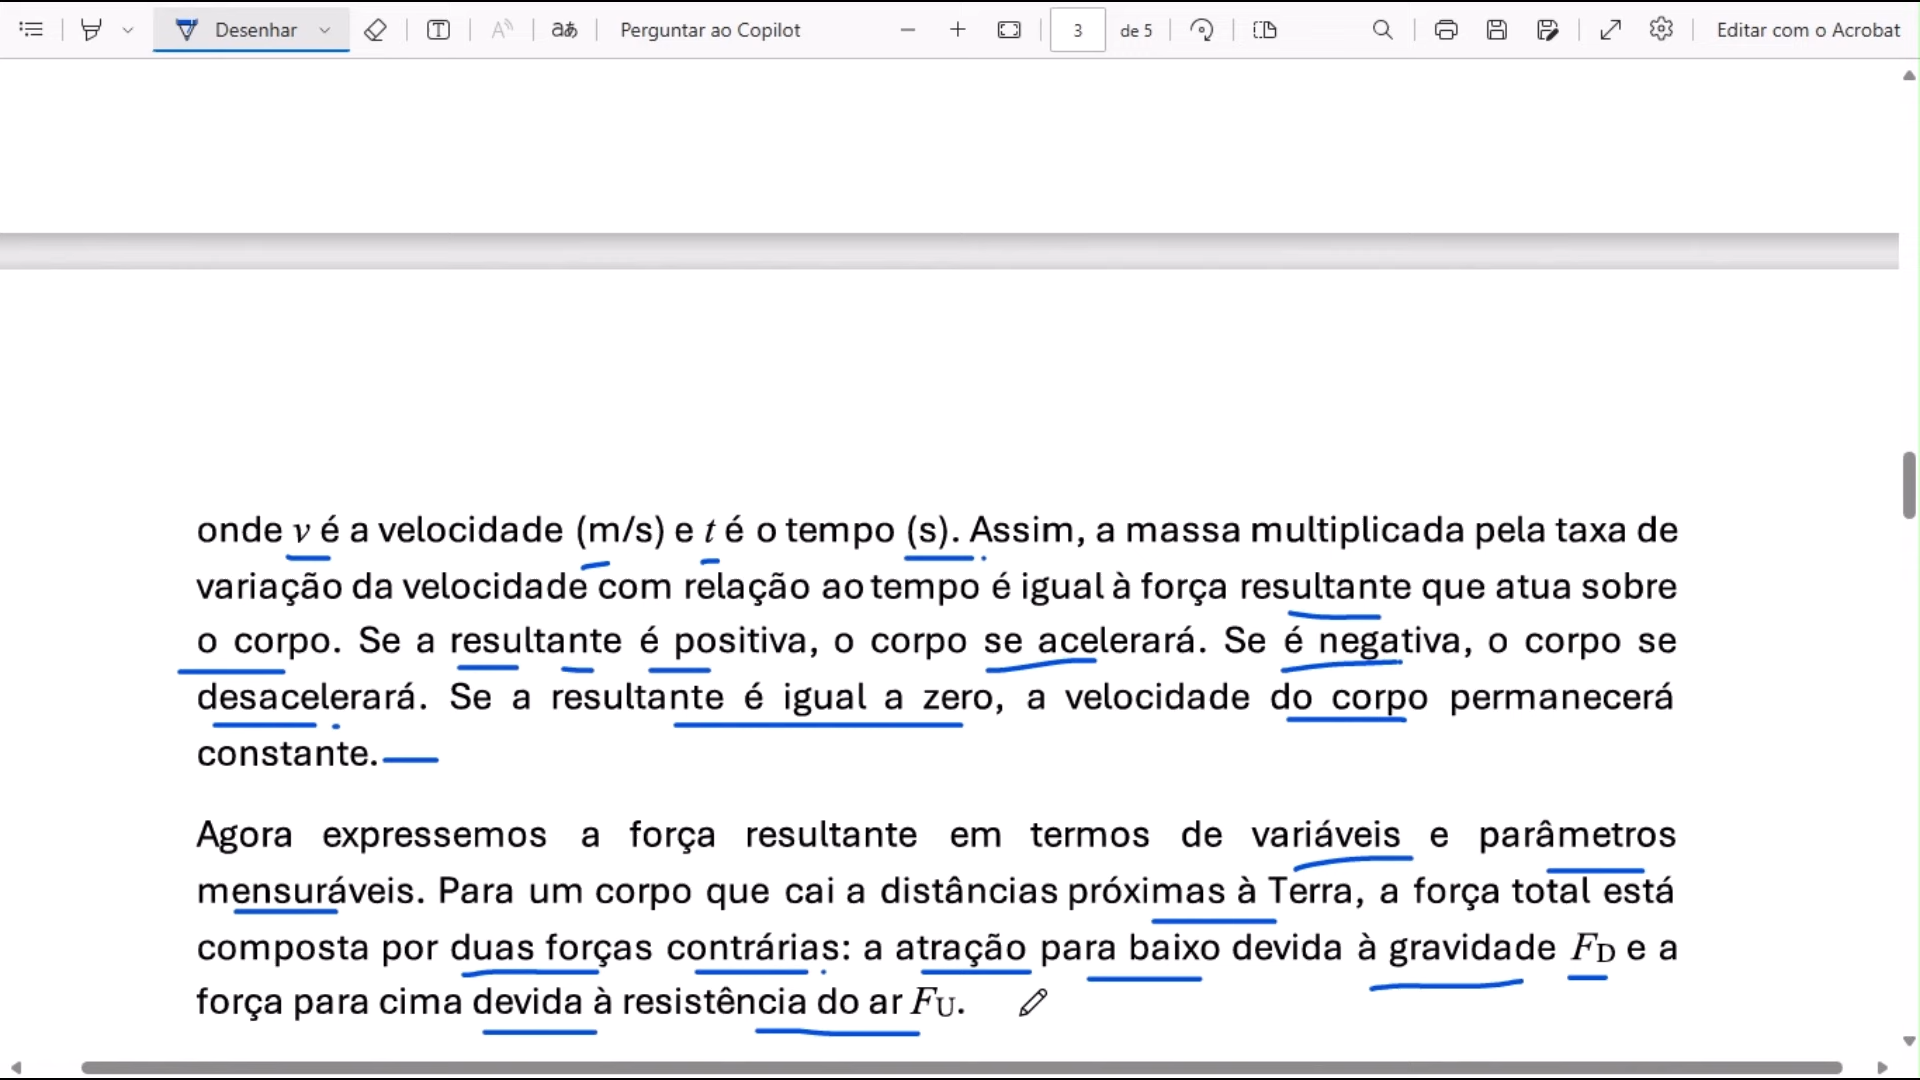 Desenhar
Perguntar ao Copilot
3
de 5
Editar com o Acrobat
onde v é a velocidade (m/s) e t é o tempo (s). Assim, a massa multiplicada pela taxa de
variação da velocidade com relação ao tempo é igual à força resultante que atua sobre
o corpo. Se a resultante é positiva, o corpo se acelerará. Se é negativa, o corpo se
desacelerará. Se a resultante é igual a zero, a velocidade do corpo permanecerá
constante.
Agora expressemos a força resultante em termos de variáveis e parâmetros
mensuráveis. Para um corpo que cai a distâncias próximas à Terra, a força total está
composta por duas forças contrárias: a atração para baixo devida à gravidade FD e a
força para cima devida à resistência do ar FU.